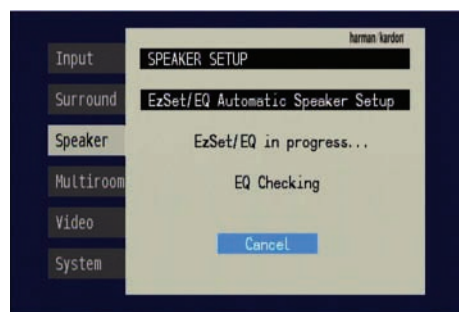 harman/kardon
Input
SPEAKER SETUP
Surround
EzSet/EQ Automatic Speaker Setup
Speaker
EzSet/EQ in progress...
Multiroom
EQ Checking
Video
Cancel
System